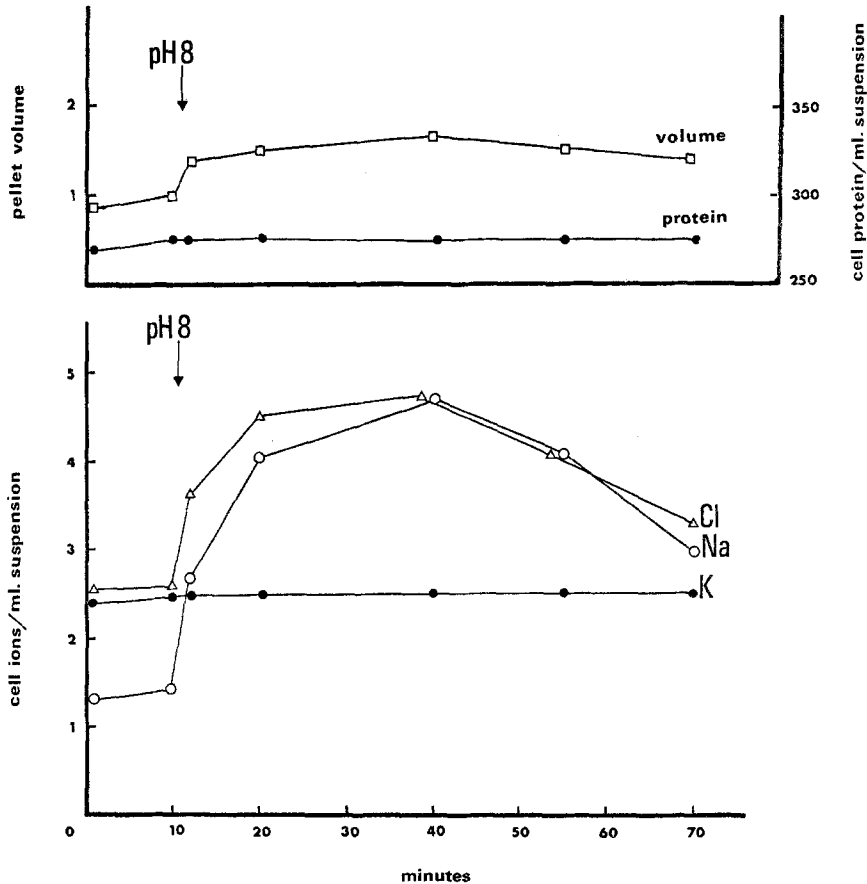 pH 8
pellet volume
2
1
volume
protein
350
300
250
cell protein/ml. suspension
pH 8
cell ions/ml. suspension
5
4
3
2
1
Cl
Na
K
0
10
20
30
40
50
60
70
minutes